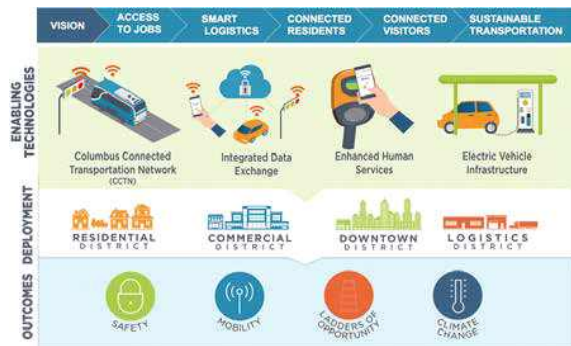 VISION
ACCESS
TO JOBS
SMART
LOGISTICS
CONNECTED
RESIDENTS
CONNECTED
VISITORS
SUSTAINABLE
TRANSPORTATION
ENABLING
TECHNOLOGIES
Columbus Connected
Transportation Network
(CCTN)
Integrated Data
Exchange
Enhanced Human
Services
Electric Vehicle
Infrastructure
DEPLOYMENT
RESIDENTIAL
DISTRICT
COMMERCIAL
DISTRICT
DOWNTOWN
DISTRICT
LOGISTICS
DISTRICT
OUTCOMES
SAFETY
MOBILITY
LADDERS OF
OPPORTUNITY
CLIMATE
CHANGE